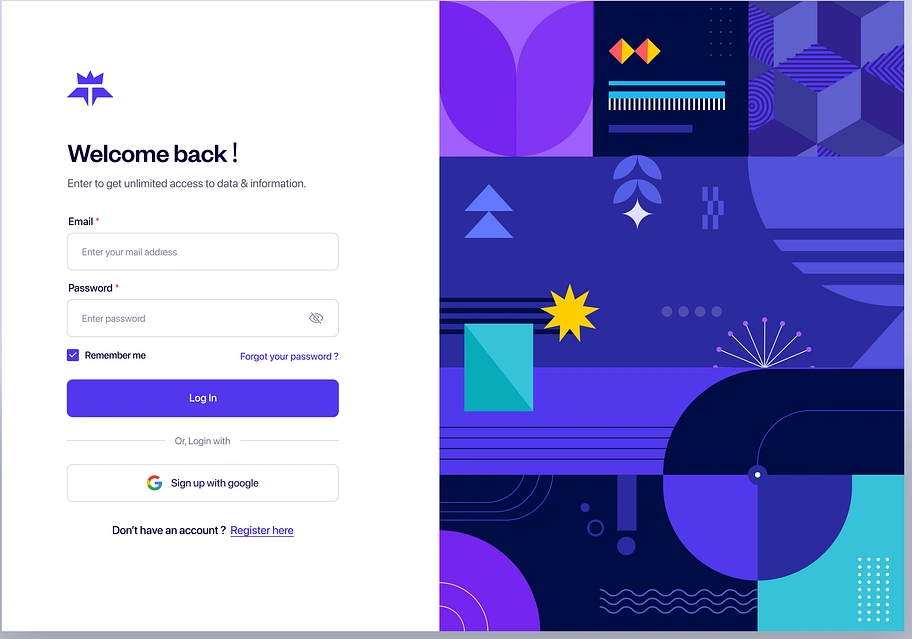 Welcome back !
Enter to get unlimited access to data & information.
Email *
Enter your mail address
Password *
Enter password
Remember me
Forgot your password ?
Log In
Or, Login with
Sign up with google
Don't have an account ? Register here